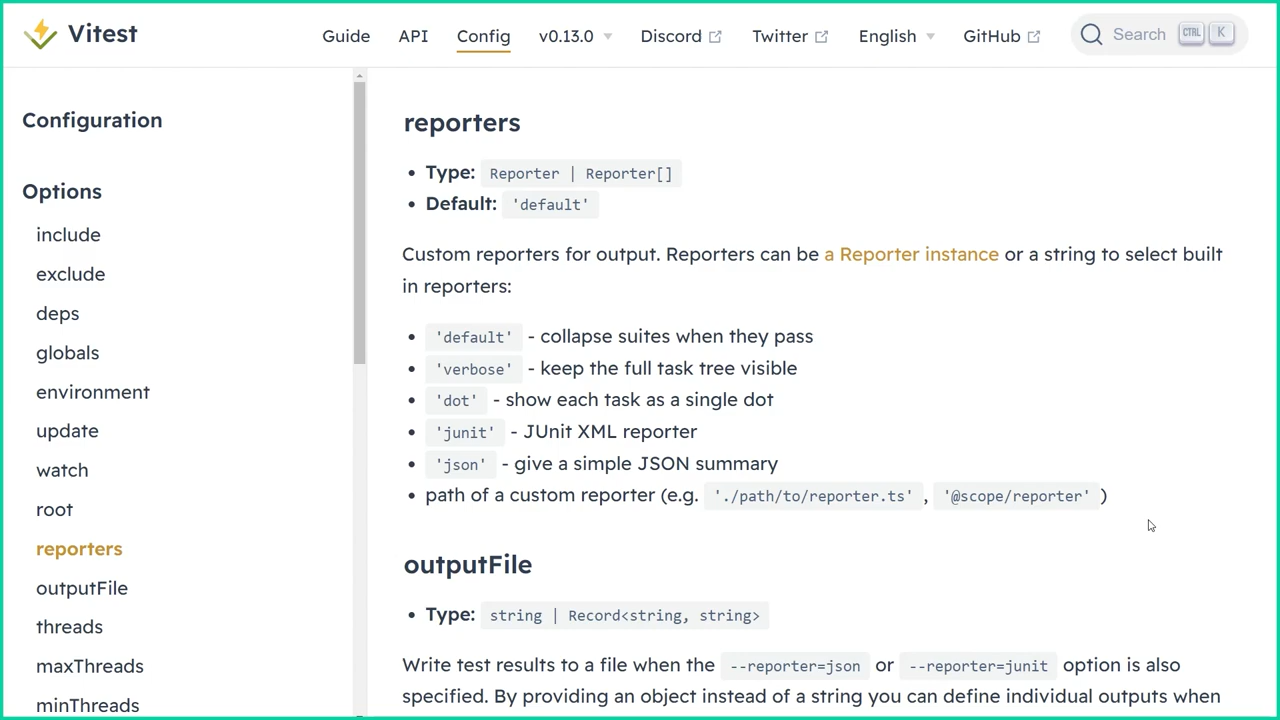 Vitest
Guide API Config v0.13.0 Discord Twitter English GitHub Search CTRL K
Configuration
Options
include
exclude
deps
globals
environment
update
watch
root
reporters
outputFile
threads
maxThreads
minThreads
reporters
• Type: Reporter | Reporter[]
• Default: 'default'
Custom reporters for output. Reporters can be a Reporter instance or a string to select built
in reporters:
• 'default' - collapse suites when they pass
• 'verbose' - keep the full task tree visible
• 'dot' - show each task as a single dot
• 'junit' - JUnit XML reporter
• 'json' - give a simple JSON summary
• path of a custom reporter (e.g. './path/to/reporter.ts', '@scope/reporter')
outputFile
• Type: string | Record<string, string>
Write test results to a file when the --reporter=json or --reporter=junit option is also
specified. By providing an object instead of a string you can define individual outputs when